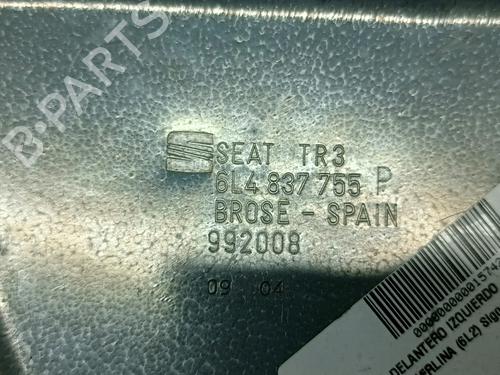 B-PARTS
SEAT TR3
6L4 837 755 P
BROSE - SPAIN
992008
09 04
DELANTERO IZQUIERDO